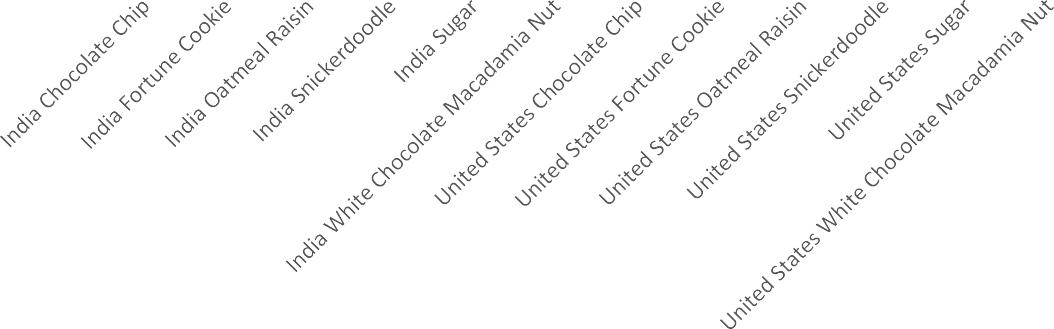 India Chocolate Chip
India Fortune Cookie
India Oatmeal Raisin
India Snickerdoodle
India Sugar
India White Chocolate Macadamia Nut
United States Chocolate Chip
United States Fortune Cookie
United States Oatmeal Raisin
United States Snickerdoodle
United States Sugar
United States White Chocolate Macadamia Nut